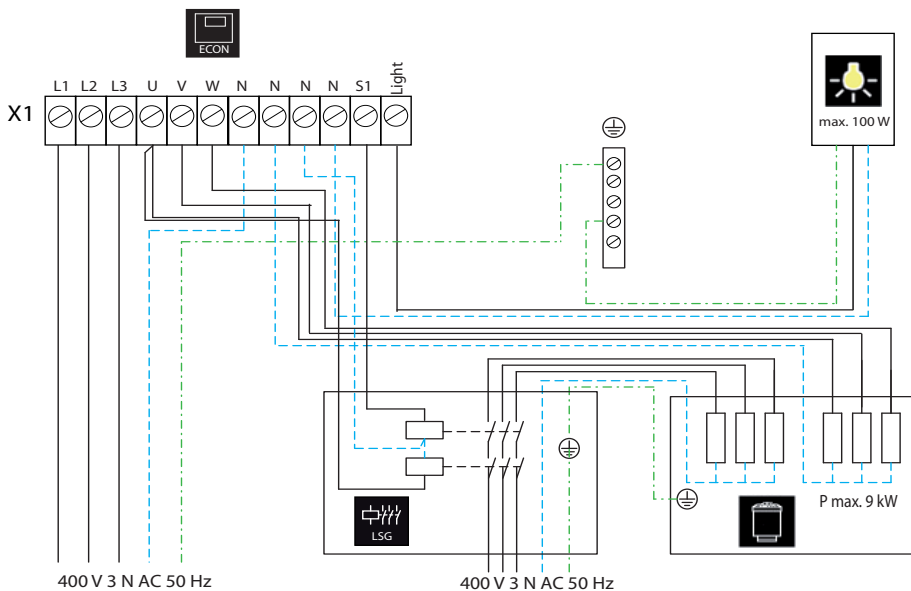 ECON
L1 L2 L3 U V W N N N N S1 Light
X1
max. 100 W
P max. 9 kW
LSG
400 V 3 N AC 50 Hz
400 V 3 N AC 50 Hz